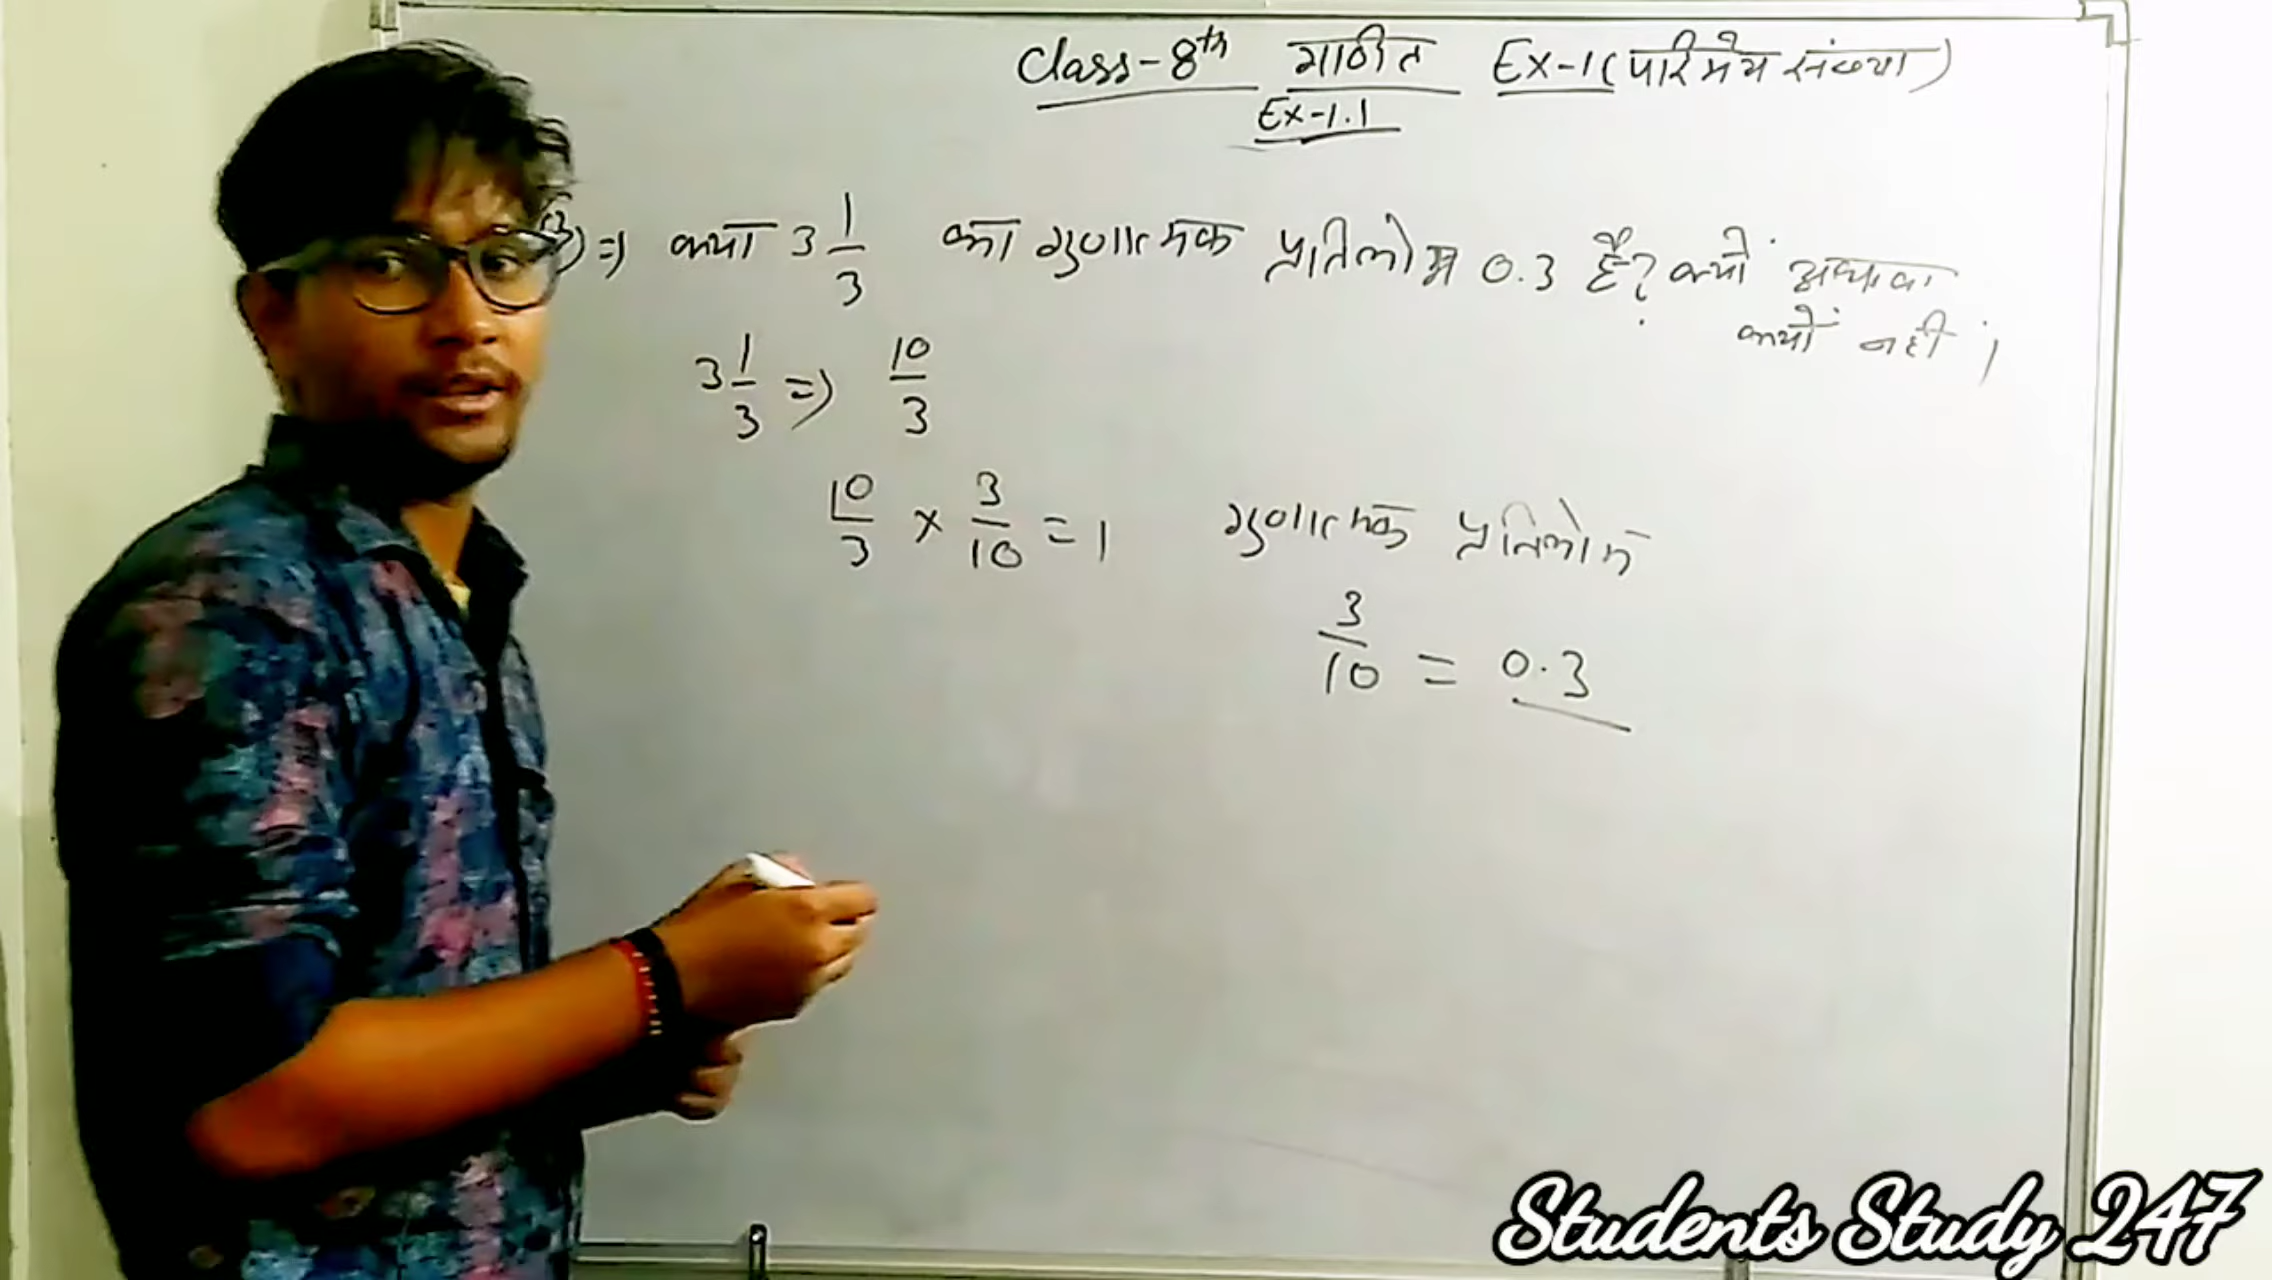 Class-8th गणित Ex-1(परिमेय संख्या)
Ex-1.1
=) क्या 3 1/3 का गुणात्मक प्रतिलोम 0.3 है? क्यों अथवा
क्यों नहीं।
3 1/3 =) 10/3
10/3 × 3/10 = 1 गुणात्मक प्रतिलोम
3/10 = 0.3
Students Study 247